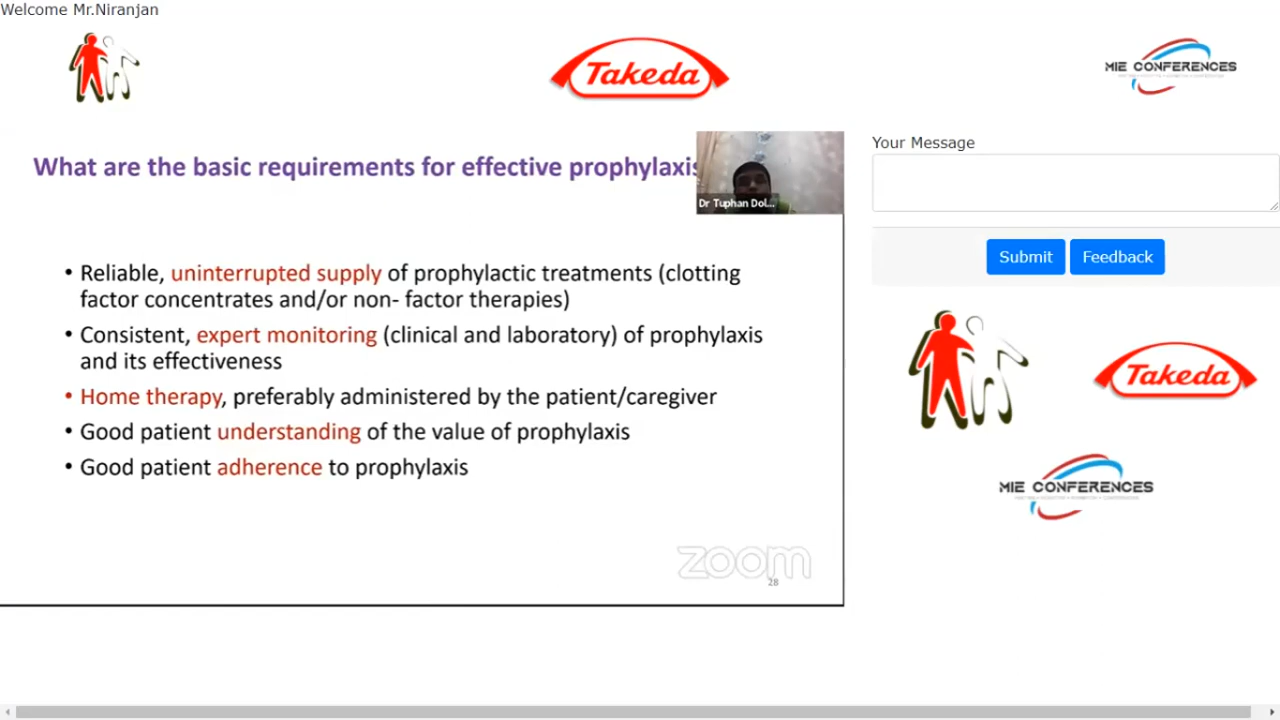 Welcome Mr.Niranjan
Takeda
MIE CONFERENCES
What are the basic requirements for effective prophylaxis
Dr Tuphan Dol...
Your Message
Submit
Feedback
• Reliable, uninterrupted supply of prophylactic treatments (clotting
factor concentrates and/or non- factor therapies)
• Consistent, expert monitoring (clinical and laboratory) of prophylaxis
and its effectiveness
• Home therapy, preferably administered by the patient/caregiver
• Good patient understanding of the value of prophylaxis
• Good patient adherence to prophylaxis
Takeda
MIE CONFERENCES
zoom
28